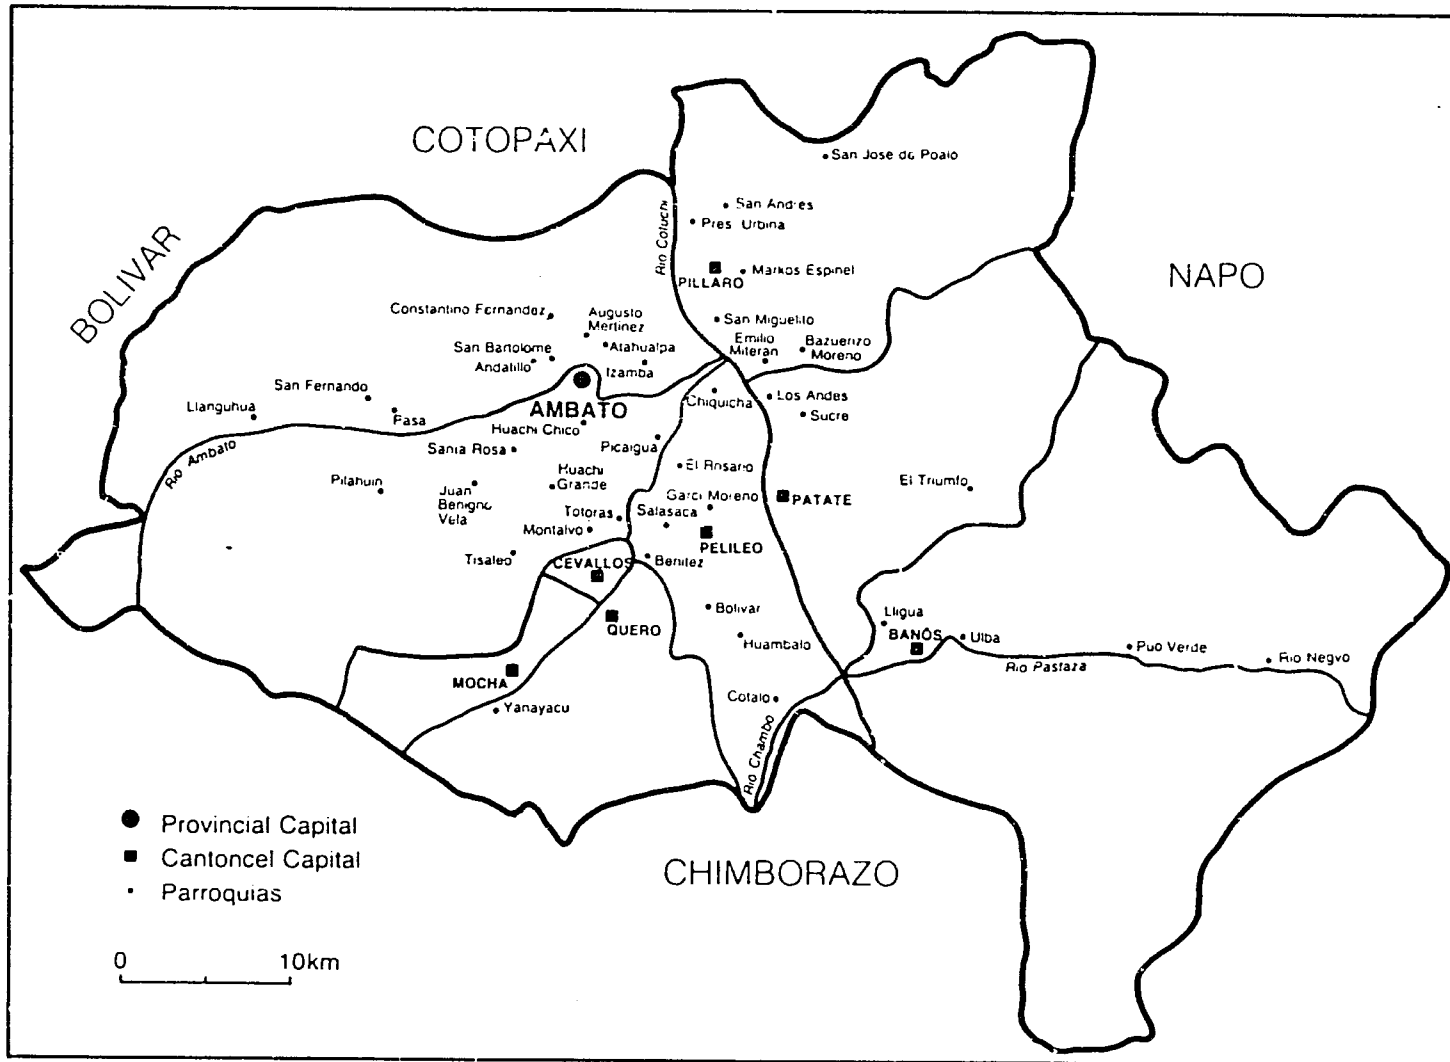 COTOPAXI
San Jose do Poalo
BOLIVAR
San Andres
Pres. Urbina
Rio Coluchi
NAPO
Markos Espinel
PILLARO
Constantino Fernandez
Augusto
Mertinez
San Miguelito
Emilio
Miteran
Bazuerizo
Moreno
San Bartolome
Atahualpa
Andalillo
Izamba
San Fernando
Llanguhua
Pasa
AMBATO
Chiquicha
Los Andes
Sucre
Huachi Chico
Rio Ambato
Santa Rosa
Picaigua
El Rosario
Pilahuin
Juan
Benigno
Vela
Huachi
Grande
Garci Moreno
PATATE
El Triumfo
Totoras
Salasaca
Montalvo
PELILEO
Tisaleo
CEVALLOS
Benitez
Bolivar
Lligua
QUERO
BANÓS
Ulba
Huambalo
Puo Verde
Rio Negvo
Rio Pastaza
MOCHA
Cotalo
Yanayacu
Rio Chambo
Provincial Capital
Cantoncel Capital
Parroquias
CHIMBORAZO
0 10km